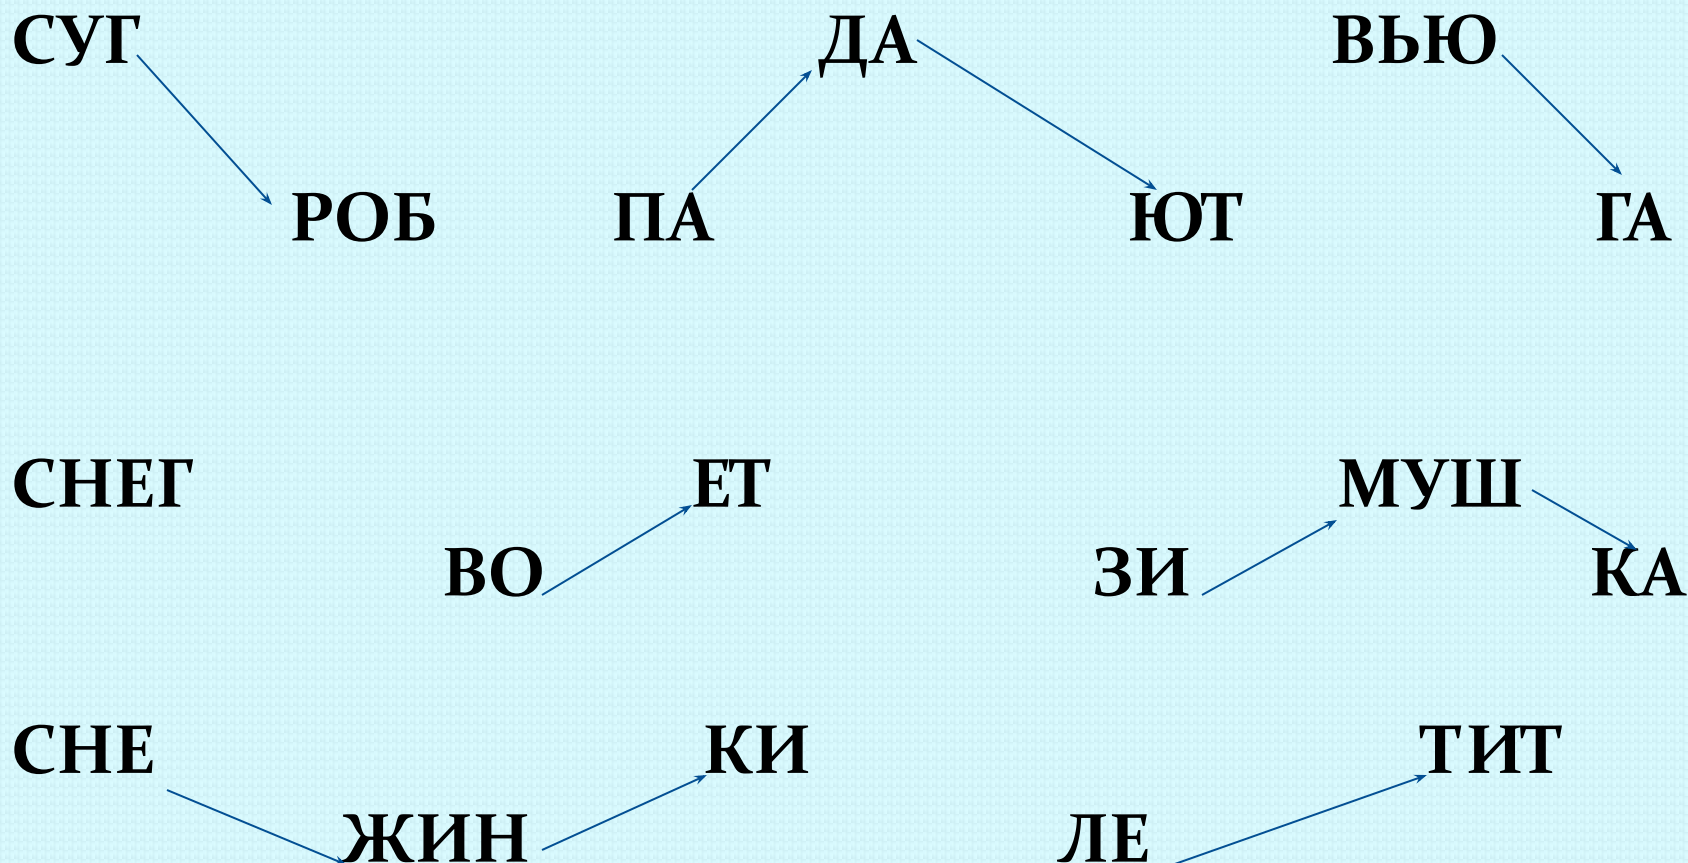 СУГ ДА ВЬЮ
РОБ ПА ЮТ ГА
СНЕГ ЕТ МУШ
ВО ЗИ КА
СНЕ КИ ТИТ
ЖИН ЛЕ